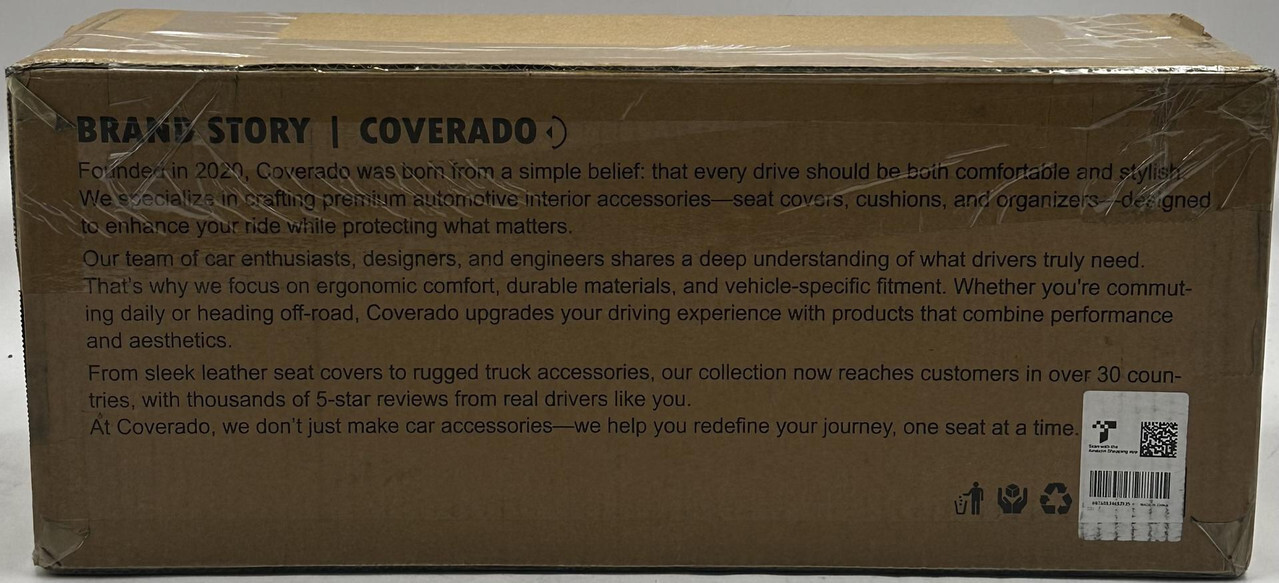 BRAND STORY | COVERADO
Founded in 2020, Coverado was born from a simple belief: that every drive should be both comfortable and stylish.
We specialize in crafting premium automotive interior accessories—seat covers, cushions, and organizers—designed
to enhance your ride while protecting what matters.
Our team of car enthusiasts, designers, and engineers shares a deep understanding of what drivers truly need.
That's why we focus on ergonomic comfort, durable materials, and vehicle-specific fitment. Whether you're commut-
ing daily or heading off-road, Coverado upgrades your driving experience with products that combine performance
and aesthetics.
From sleek leather seat covers to rugged truck accessories, our collection now reaches customers in over 30 coun-
tries, with thousands of 5-star reviews from real drivers like you.
At Coverado, we don't just make car accessories—we help you redefine your journey, one seat at a time.
Scan with the
Amazon Shopping app